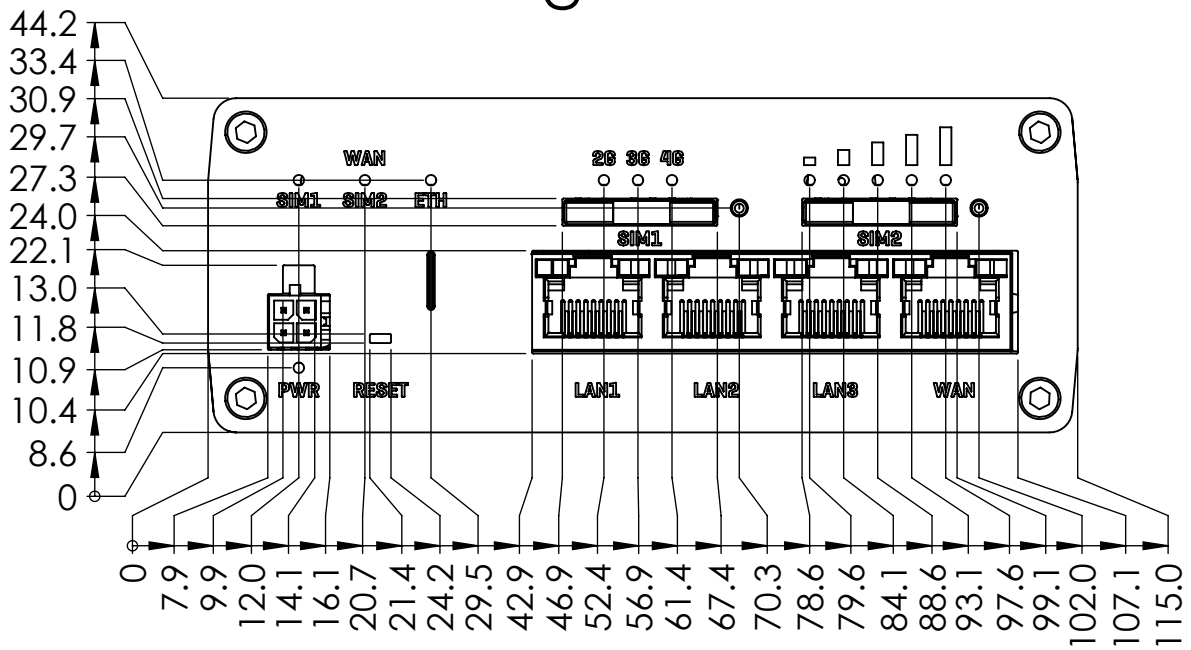 g
44.2
33.4
30.9
29.7
27.3
24.0
22.1
13.0
11.8
10.9
10.4
8.6
0
WAN
2G 3G 4G
SIM1 SIM2 ETH
SIM1 SIM2
PWR RESET LAN1 LAN2 LAN3 WAN
0 7.9 9.9 12.0 14.1 16.1 20.7 21.4 24.2 29.5 42.9 46.9 52.4 56.9 61.4 67.4 70.3 78.6 79.6 84.1 88.6 93.1 97.6 99.1 102.0 107.1 115.0